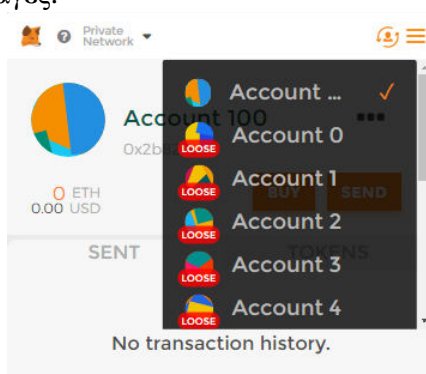 Private
Network
Account ...
Account 100
Account 0
0x2b
LOOSE
Account 1
LOOSE
0 ETH
0.00 USD
BUY
SEND
Account 2
LOOSE
SENT
TOKENS
Account 3
LOOSE
Account 4
LOOSE
No transaction history.